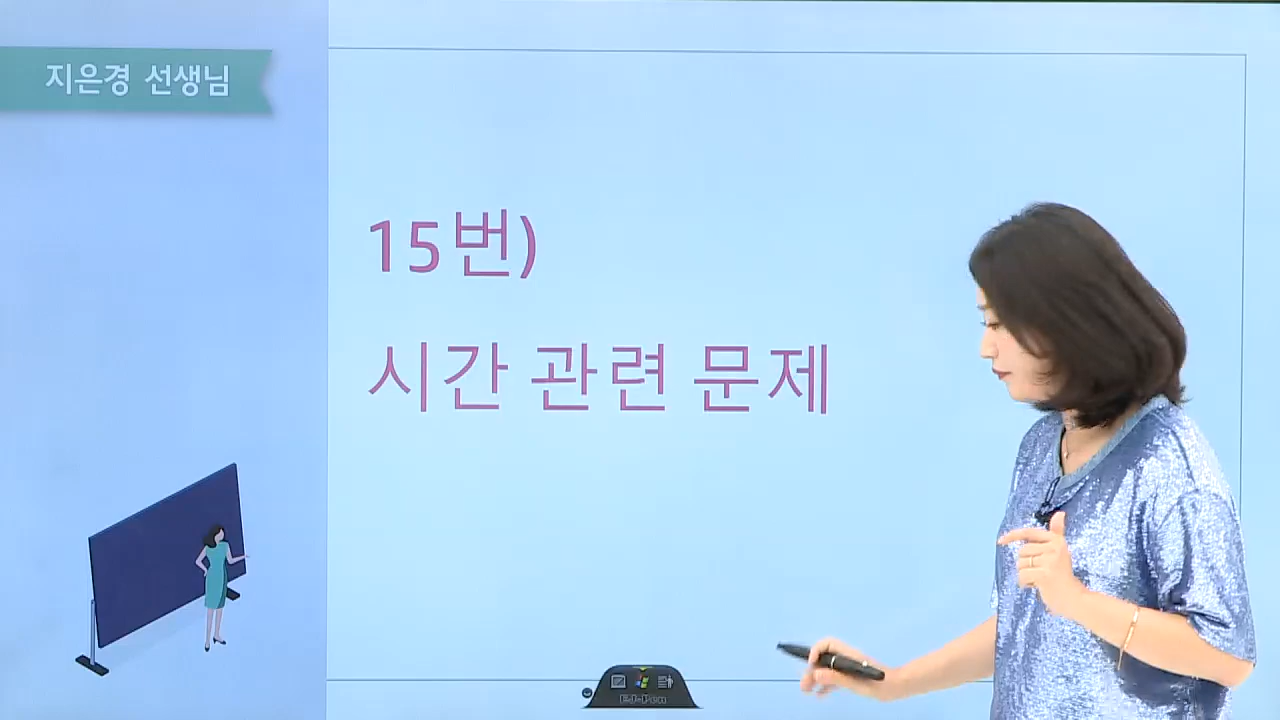 지은경 선생님
15번)
시간 관련 문제